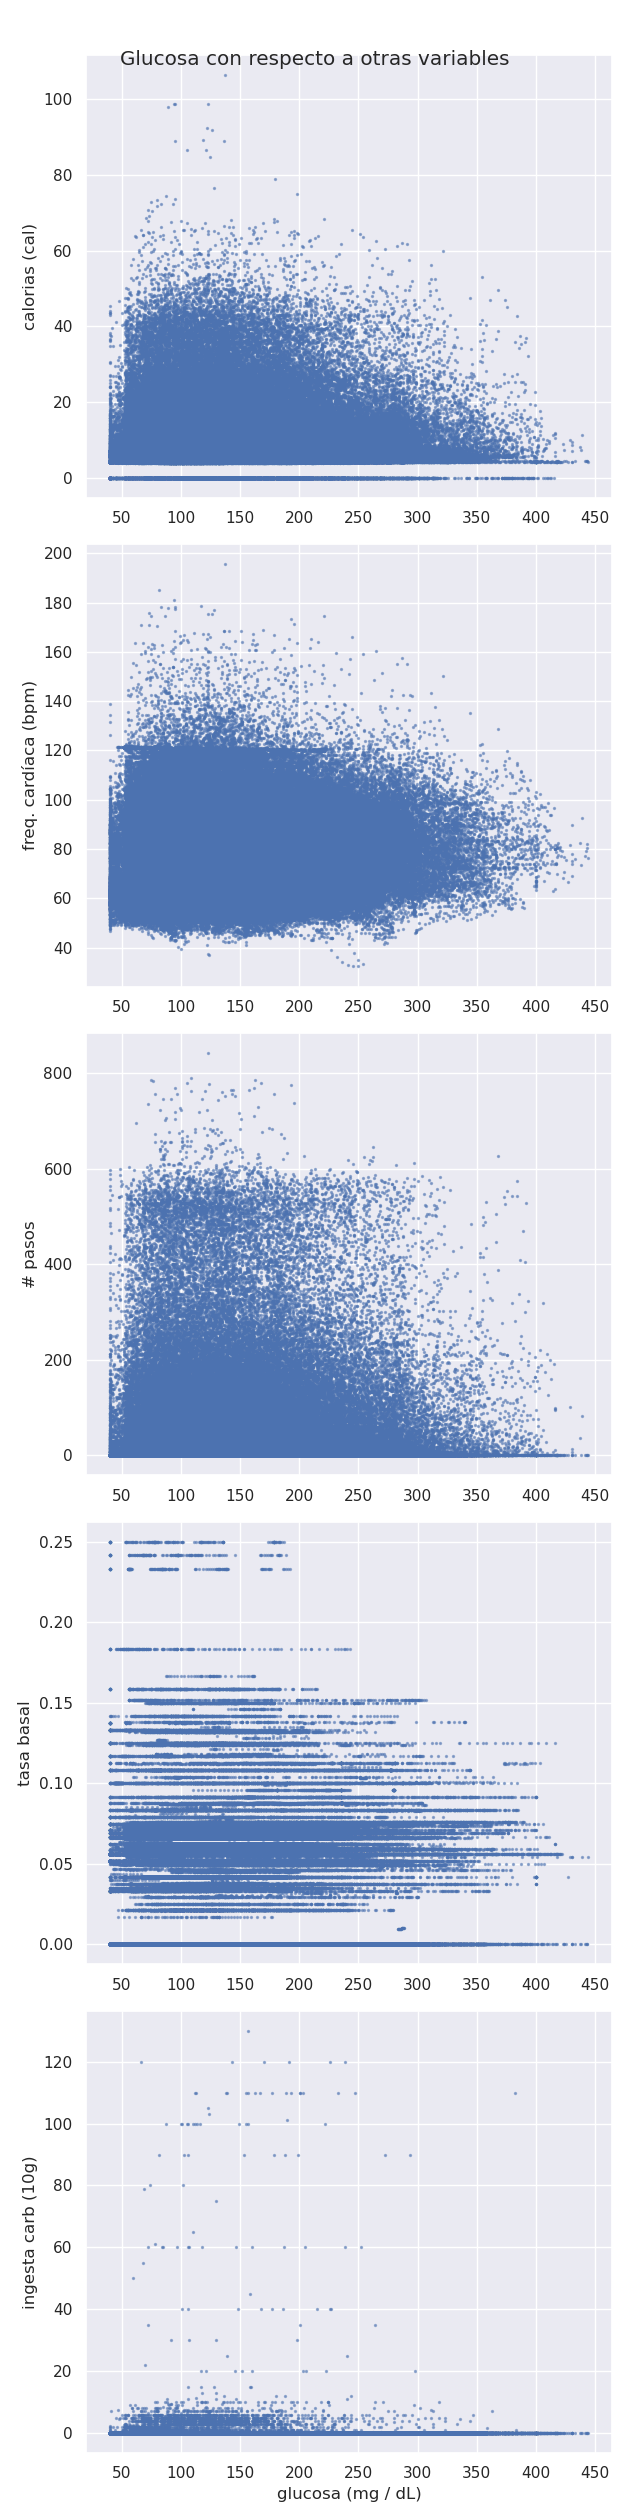 Glucosa con respecto a otras variables
100
80
60
40
20
0
calorias (cal)
50 100 150 200 250 300 350 400 450
200
180
160
140
120
100
80
60
40
freq. cardíaca (bpm)
50 100 150 200 250 300 350 400 450
800
600
400
200
0
# pasos
50 100 150 200 250 300 350 400 450
0.25
0.20
0.15
0.10
0.05
0.00
tasa basal
50 100 150 200 250 300 350 400 450
120
100
80
60
40
20
0
ingesta carb (10g)
50 100 150 200 250 300 350 400 450
glucosa (mg / dL)